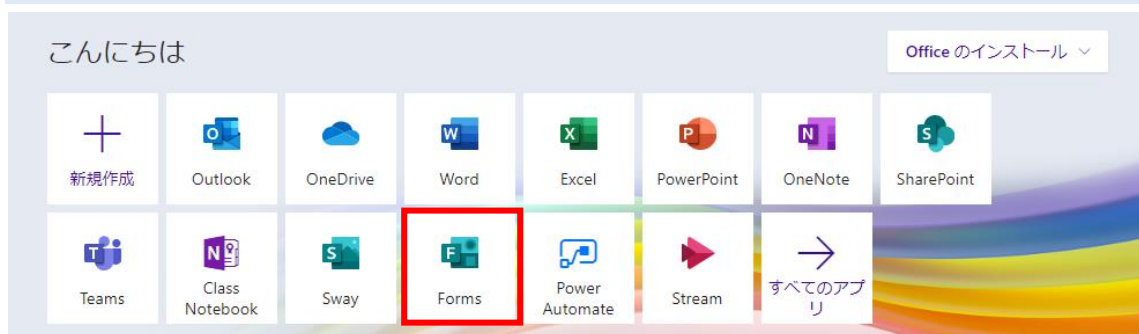 こんにちは
Office のインストール
新規作成
Outlook
OneDrive
Word
Excel
PowerPoint
OneNote
SharePoint
Teams
Class
Notebook
Sway
Forms
Power
Automate
Stream
すべてのアプ
リ